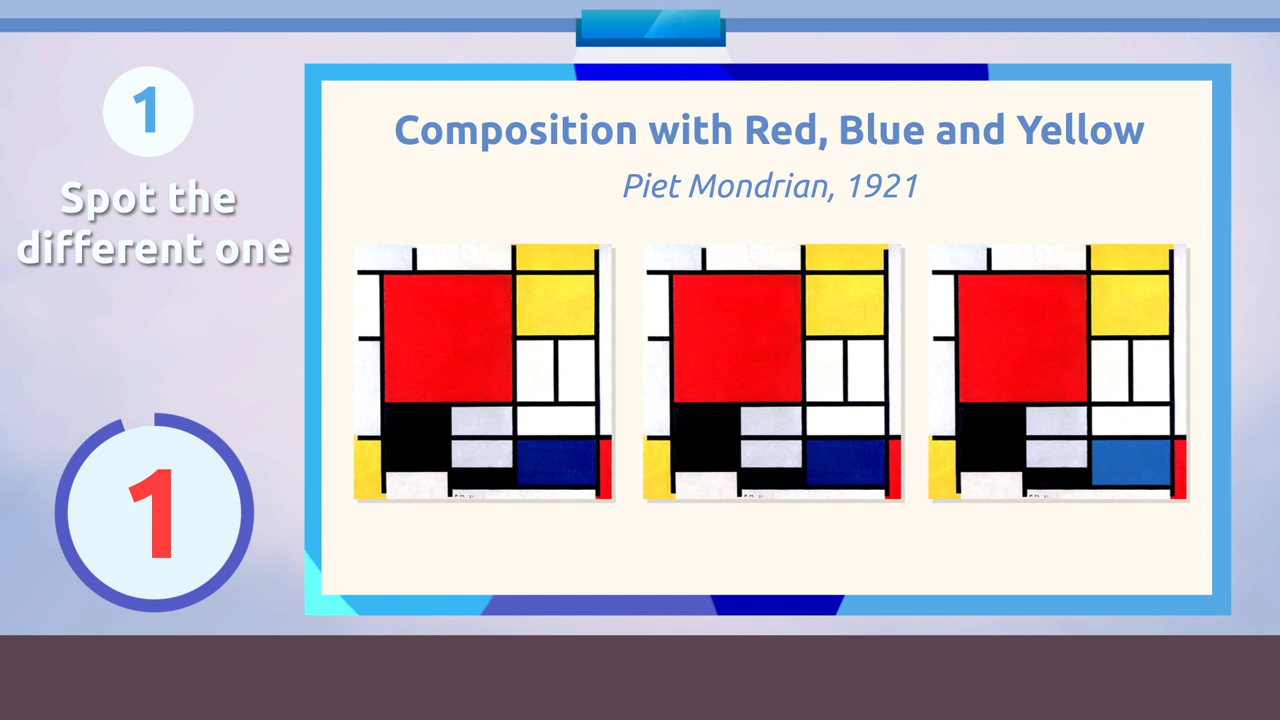 1
Spot the
different one
Composition with Red, Blue and Yellow
Piet Mondrian, 1921
1